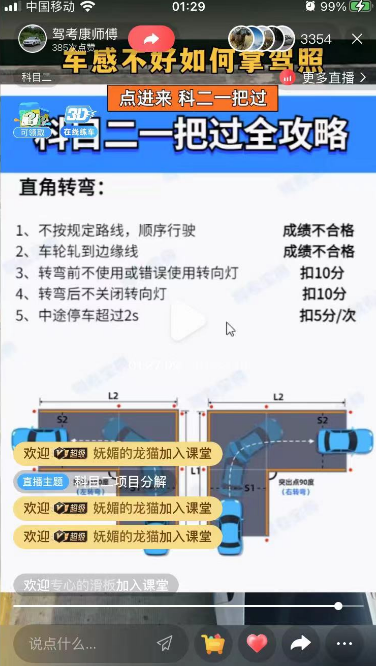 中国移动
01:29
99%
驾考康师傅
385次点赞
3354
车感不好如何拿驾照
科目二
更多直播
点进来 科二一把过
可领取
3D
在线练车
科目二一把过全攻略
直角转弯：
1、不按规定路线，顺序行驶 成绩不合格
2、车轮轧到边缘线 成绩不合格
3、转弯前不使用或错误使用转向灯 扣10分
4、转弯后不关闭转向灯 扣10分
5、中途停车超过2s 扣5分/次
L2
L2
S2
S2
欢迎 超级 妩媚的龙猫加入课堂
L1
直播主题 科目二项目分解
(左转弯)
S1
突出点90度
(右转弯)
欢迎 超级 妩媚的龙猫加入课堂
欢迎 超级 妩媚的龙猫加入课堂
欢迎专心的滑板加入课堂
说点什么...